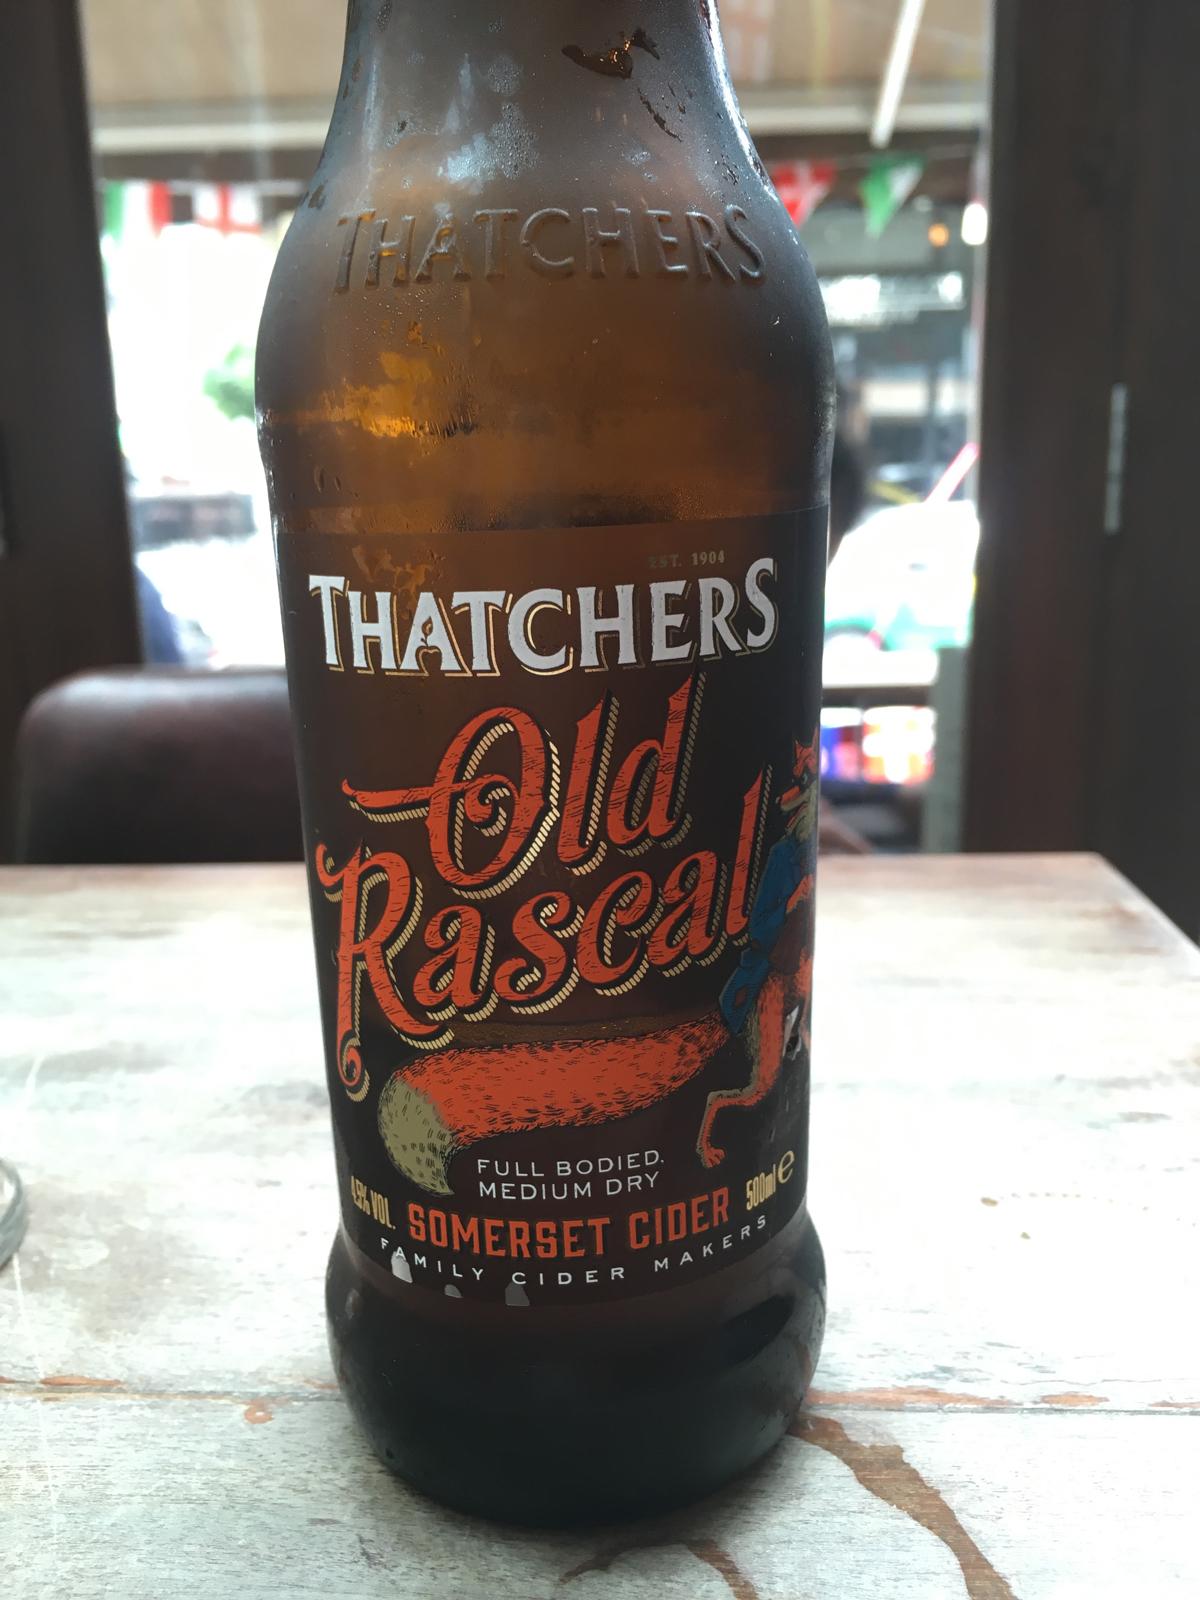 THATCHERS
EST. 1904
THATCHERS
Old
Rascal
FULL BODIED.
MEDIUM DRY
4.5% VOL. SOMERSET CIDER 500ml e
FAMILY CIDER MAKERS